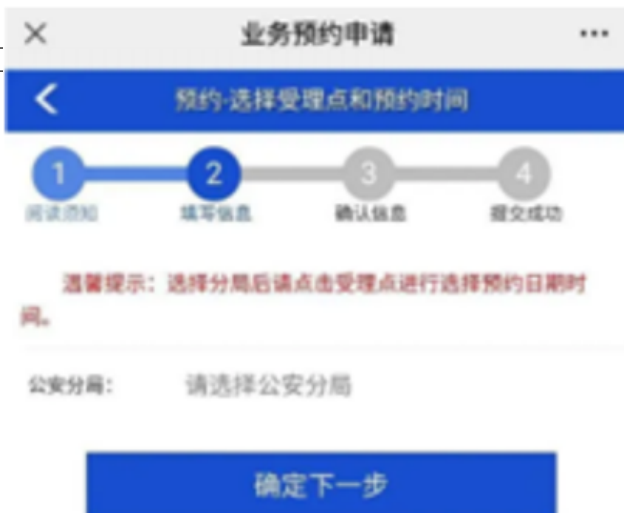 业务预约申请
预约-选择受理点和预约时间
1
2
3
4
阅读须知
填写信息
确认信息
提交成功
温馨提示：选择分局后请点击受理点进行选择预约日期时
间。
公安分局：
请选择公安分局
确定下一步